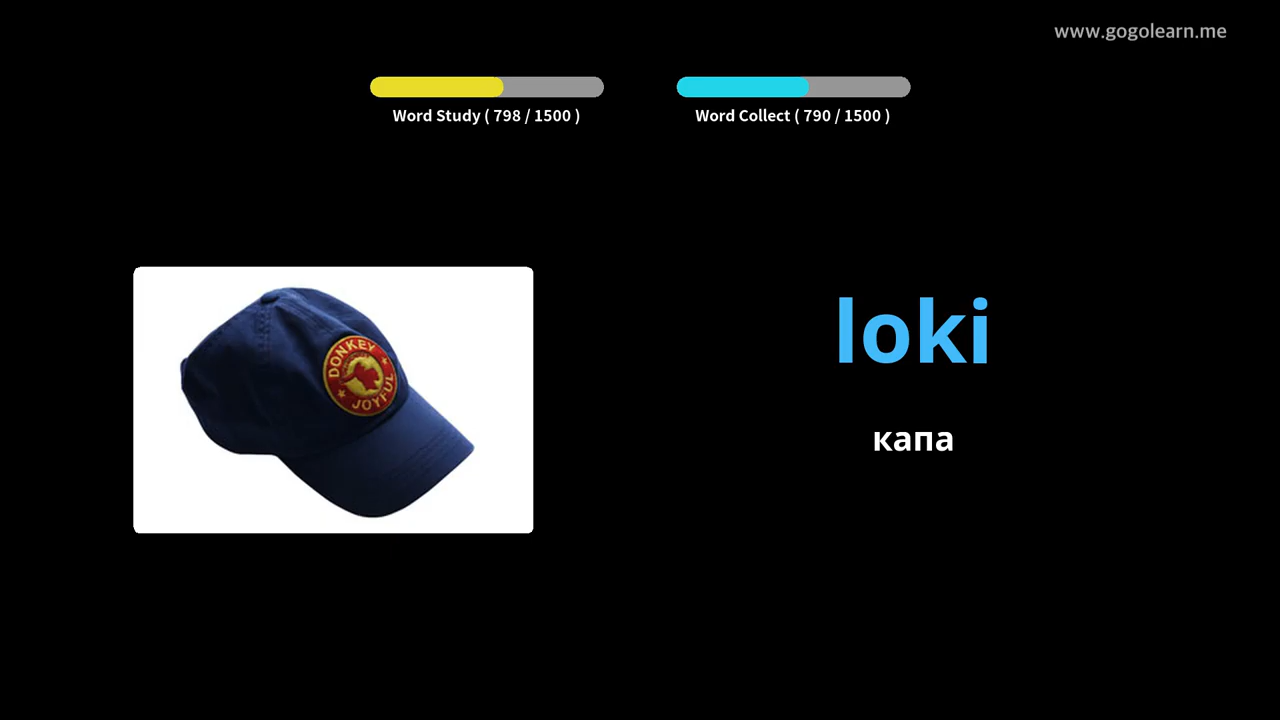 www.gogolearn.me
Word Study ( 798 / 1500 )
Word Collect ( 790 / 1500 )
DONKEY
JOYFUL
loki
капа